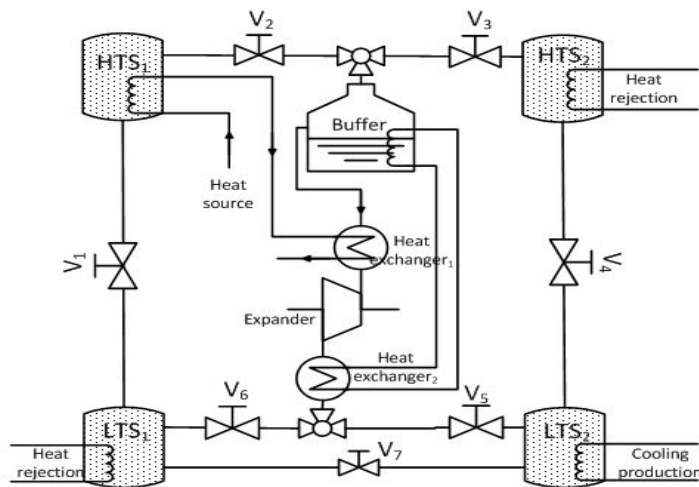 V2
V3
HTS1
HTS2
Heat
rejection
Buffer
Heat
source
V1
Heat
exchanger1
V4
Expander
Heat
exchanger2
V6
V5
LTS1
LTS2
Heat
rejection
V7
Cooling
production